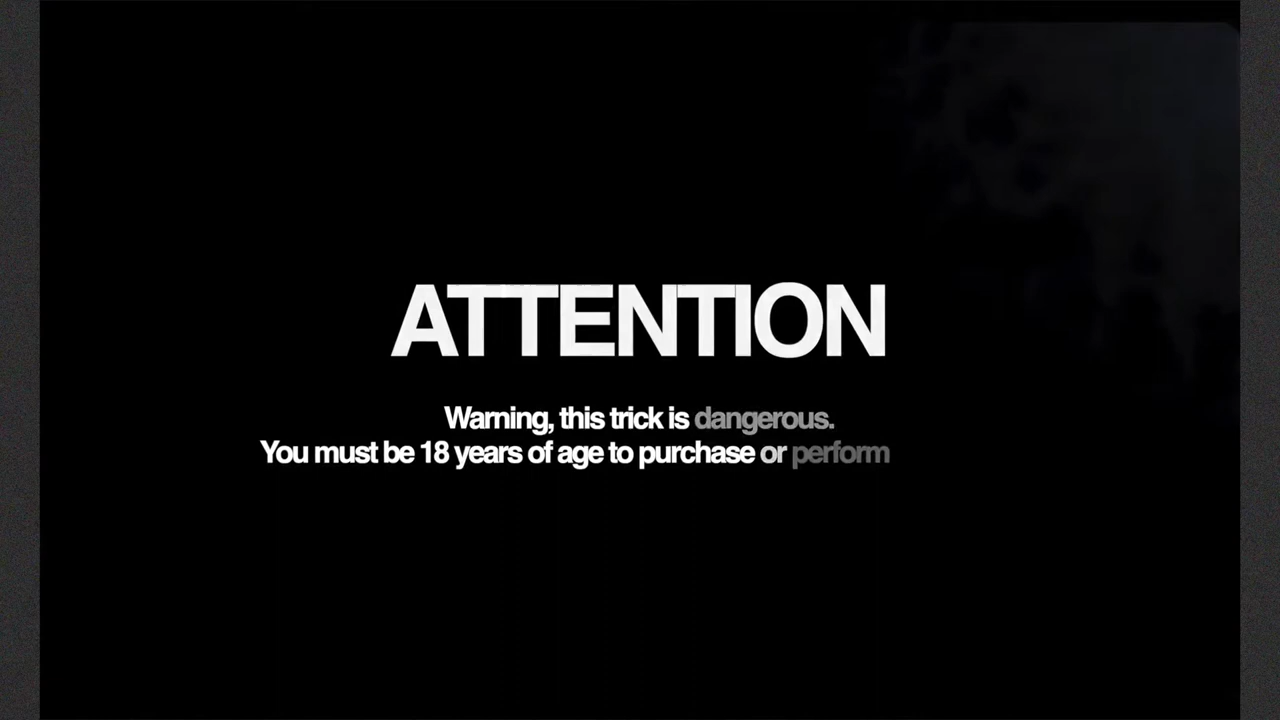 ATTENTION
Warning, this trick is dangerous.
You must be 18 years of age to purchase or perform